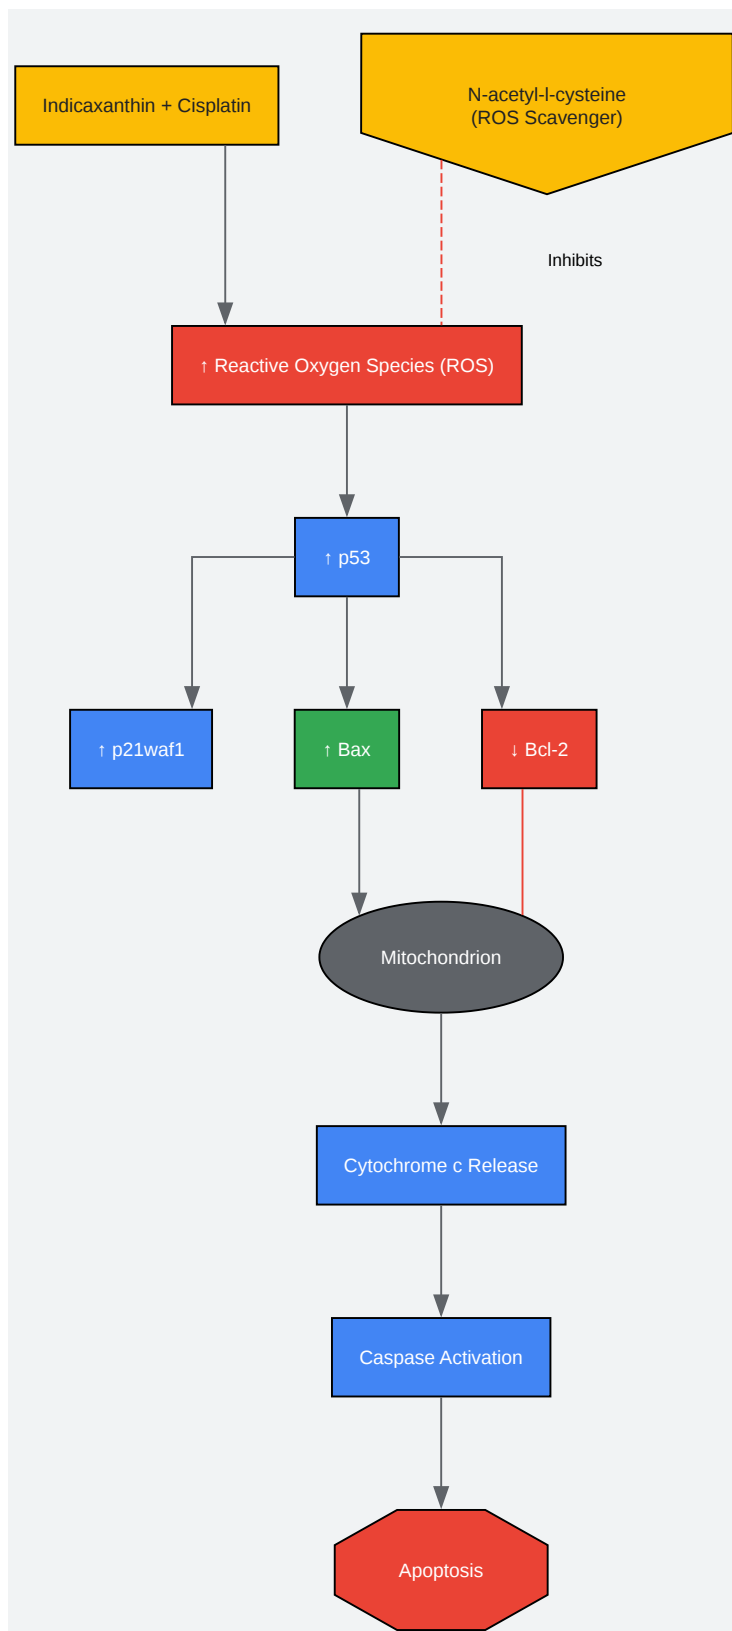 Indicaxanthin + Cisplatin
N-acetyl-l-cysteine
(ROS Scavenger)
Inhibits
↑ Reactive Oxygen Species (ROS)
↑ p53
↑ p21waf1
↑ Bax
↓ Bcl-2
Mitochondrion
Cytochrome c Release
Caspase Activation
Apoptosis